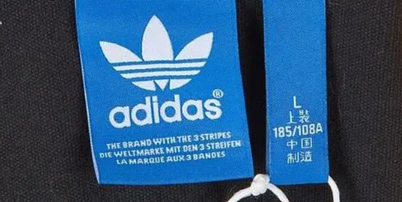 adidas®
THE BRAND WITH THE 3 STRIPES
DIE WELTMARKE MIT DEN 3 STREIFEN
LA MARQUE AUX 3 BANDES
L
上装
185/108A
中国
制造